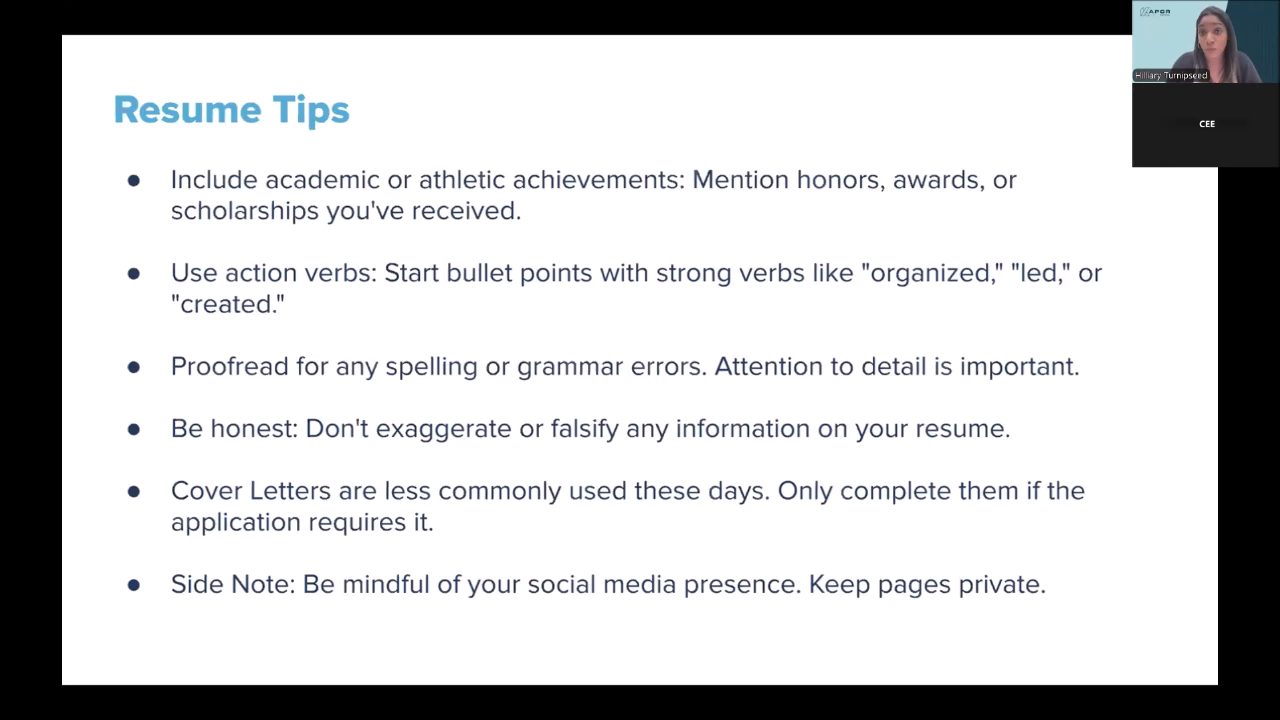 Resume Tips
● Include academic or athletic achievements: Mention honors, awards, or
scholarships you've received.
● Use action verbs: Start bullet points with strong verbs like "organized," "led," or
"created."
● Proofread for any spelling or grammar errors. Attention to detail is important.
● Be honest: Don't exaggerate or falsify any information on your resume.
● Cover Letters are less commonly used these days. Only complete them if the
application requires it.
● Side Note: Be mindful of your social media presence. Keep pages private.
Hilliary Turnipseed
CEE